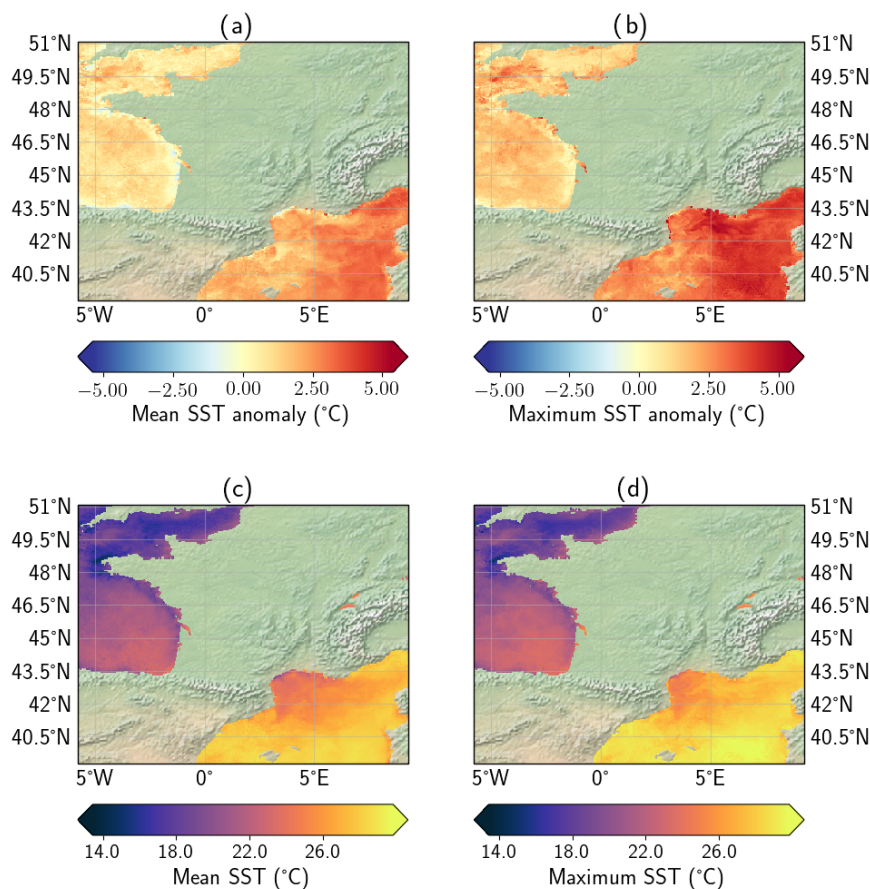 (a)
(b)
51°N
49.5°N
48°N
46.5°N
45°N
43.5°N
42°N
40.5°N
51°N
49.5°N
48°N
46.5°N
45°N
43.5°N
42°N
40.5°N
5°W 0° 5°E
5°W 0° 5°E
−5.00 −2.50 0.00 2.50 5.00
Mean SST anomaly (°C)
−5.00 −2.50 0.00 2.50 5.00
Maximum SST anomaly (°C)
(c)
(d)
51°N
49.5°N
48°N
46.5°N
45°N
43.5°N
42°N
40.5°N
51°N
49.5°N
48°N
46.5°N
45°N
43.5°N
42°N
40.5°N
5°W 0° 5°E
5°W 0° 5°E
14.0 18.0 22.0 26.0
Mean SST (°C)
14.0 18.0 22.0 26.0
Maximum SST (°C)